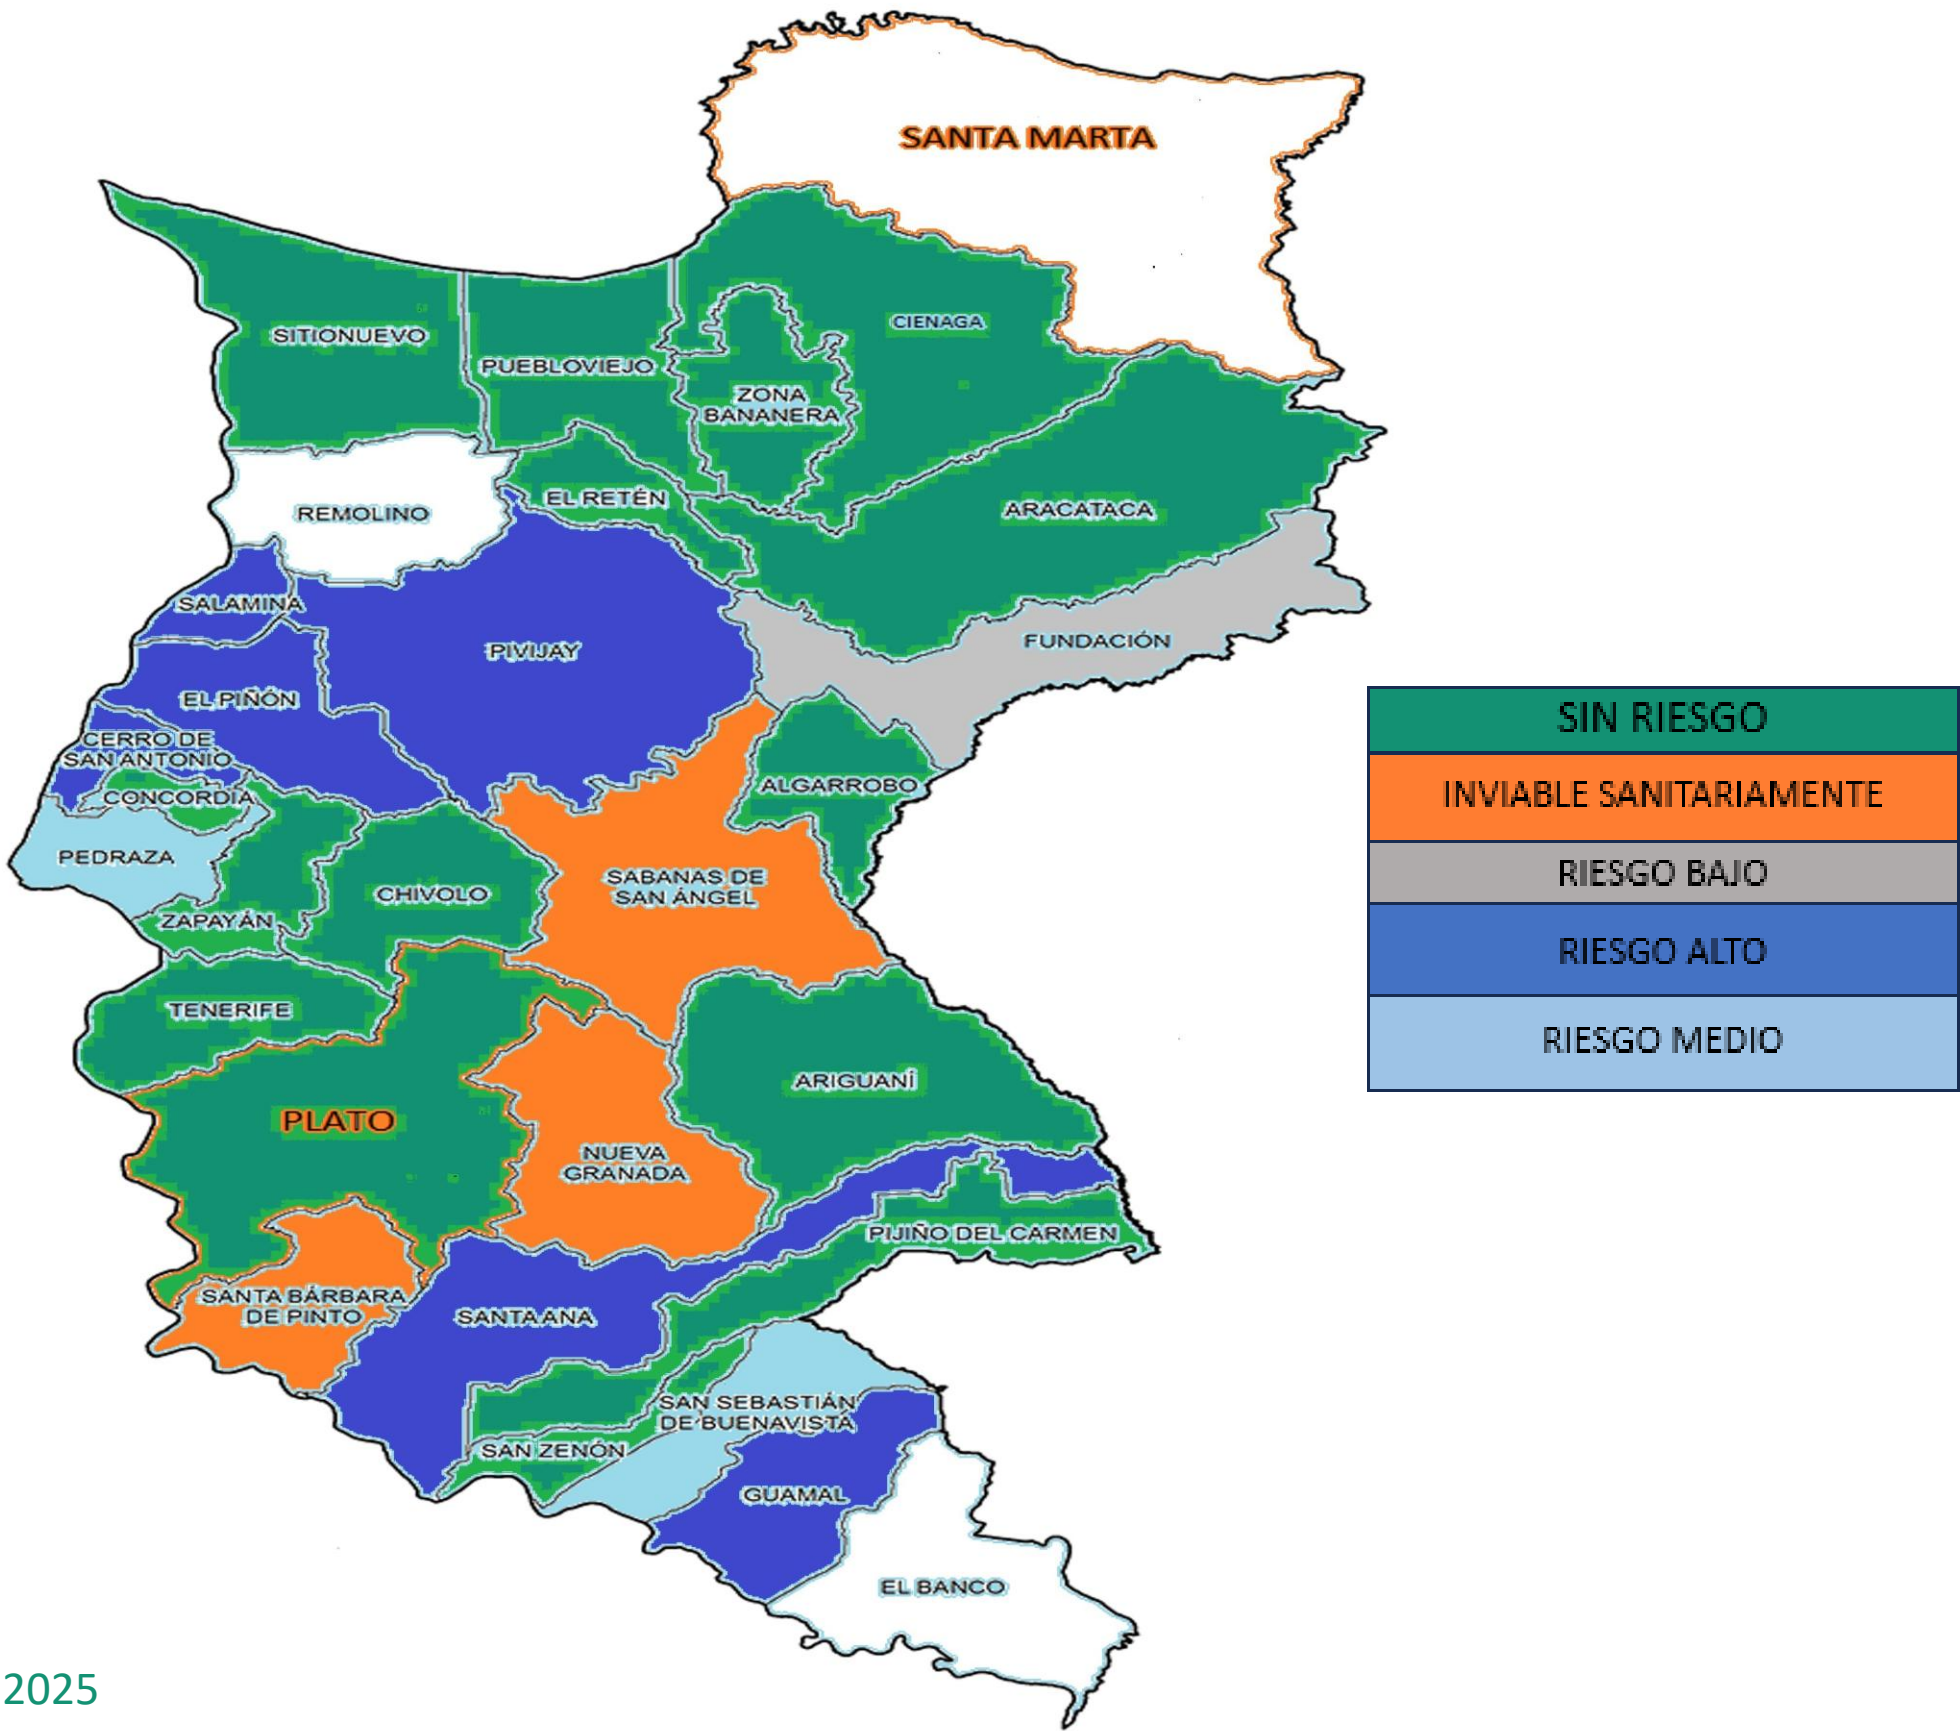 SANTA MARTA
SITIONUEVO
PUEBLOVIEJO
CIENAGA
ZONA
BANANERA
EL RETÉN
REMOLINO
ARACATACA
SALAMINA
FUNDACIÓN
PIVIJAY
EL PIÑÓN
CERRO DE
SAN ANTONIO
CONCORDIA
ALGARROBO
PEDRAZA
CHIVOLO
SABANAS DE
SAN ÁNGEL
ZAPAYÁN
TENERIFE
ARIGUANÍ
PLATO
NUEVA
GRANADA
PIJIÑO DEL CARMEN
SANTA BÁRBARA
DE PINTO
SANTA ANA
SAN SEBASTIÁN
DE BUENAVISTA
SAN ZENÓN
GUAMAL
EL BANCO
SIN RIESGO
INVIABLE SANITARIAMENTE
RIESGO BAJO
RIESGO ALTO
RIESGO MEDIO
2025